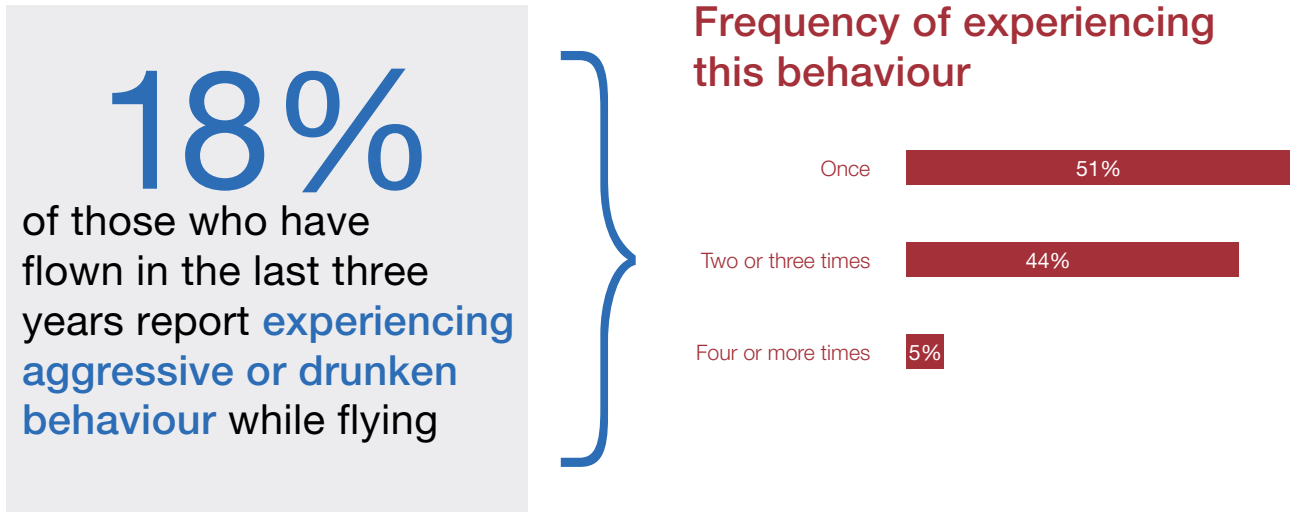 18%
of those who have
flown in the last three
years report experiencing
aggressive or drunken
behaviour while flying
Frequency of experiencing
this behaviour
Once 51%
Two or three times 44%
Four or more times 5%